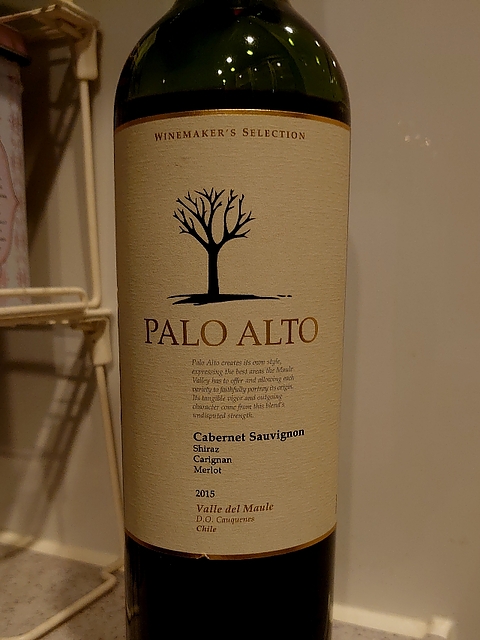 WINEMAKER'S SELECTION
PALO ALTO
Palo Alto creates its own style,
expressing the best areas the Maule
Valley has to offer and allowing each
variety to faithfully portray its origin.
Its tangible vigor and outgoing
character come from this blend's
undisputed strength.
Cabernet Sauvignon
Shiraz
Carignan
Merlot
2015
Valle del Maule
D.O. Cauquenes
Chile